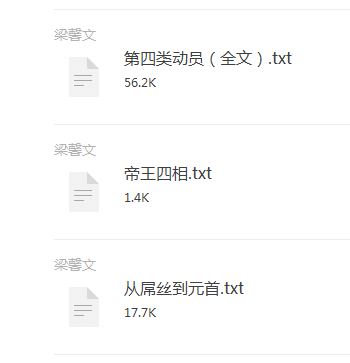 梁馨文
第四类动员（全文）.txt
56.2K
梁馨文
帝王四相.txt
1.4K
梁馨文
从屌丝到元首.txt
17.7K